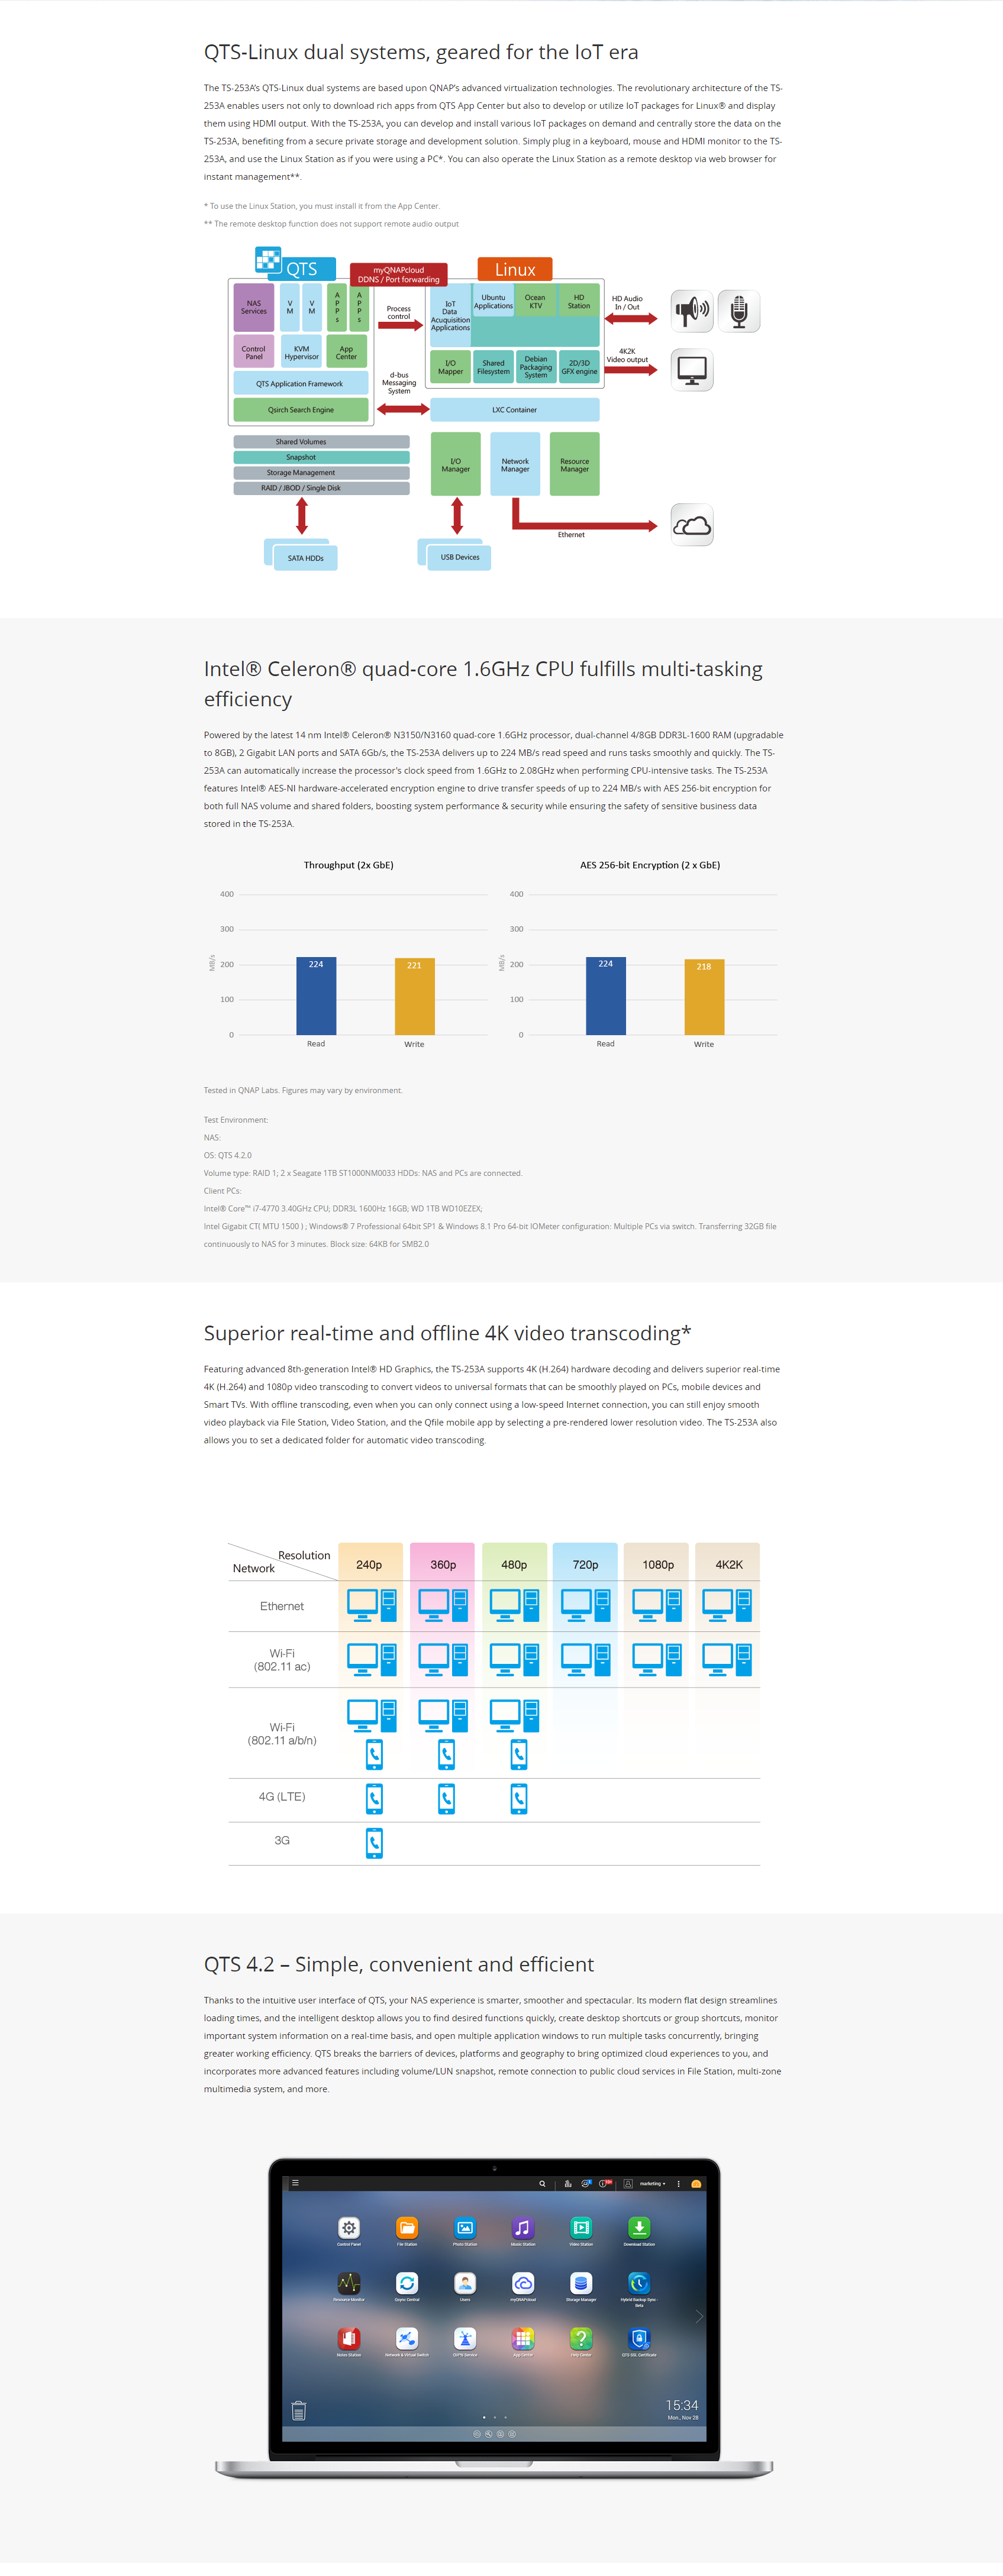 QTS-Linux dual systems, geared for the IoT era
The TS-253A's QTS-Linux dual systems are based upon QNAP's advanced virtualization technologies. The revolutionary architecture of the TS-
253A enables users not only to download rich apps from QTS App Center but also to develop or utilize IoT packages for Linux® and display
them using HDMI output. With the TS-253A, you can develop and install various IoT packages on demand and centrally store the data on the
TS-253A, benefiting from a secure private storage and development solution. Simply plug in a keyboard, mouse and HDMI monitor to the TS-
253A, and use the Linux Station as if you were using a PC*. You can also operate the Linux Station as a remote desktop via web browser for
instant management**.
* To use the Linux Station, you must install it from the App Center.
** The remote desktop function does not support remote audio output
QTS
myQNAPcloud
DDNS / Port forwarding
Linux
NAS
Services
VM
VM
APPs
APPs
Control
Panel
KVM
Hypervisor
App
Center
QTS Application Framework
Qsirch Search Engine
Process
control
d-bus
Messaging
System
IoT
Data
Acuquisition
Applications
Ubuntu
Applications
Ocean
KTV
HD
Station
I/O
Mapper
Shared
Filesystem
Debian
Packaging
System
2D/3D
GFX engine
HD Audio
In / Out
4K2K
Video output
LXC Container
Shared Volumes
Snapshot
Storage Management
RAID / JBOD / Single Disk
I/O
Manager
Network
Manager
Resource
Manager
Ethernet
SATA HDDs
USB Devices
Intel® Celeron® quad-core 1.6GHz CPU fulfills multi-tasking
efficiency
Powered by the latest 14 nm Intel® Celeron® N3150/N3160 quad-core 1.6GHz processor, dual-channel 4/8GB DDR3L-1600 RAM (upgradable
to 8GB), 2 Gigabit LAN ports and SATA 6Gb/s, the TS-253A delivers up to 224 MB/s read speed and runs tasks smoothly and quickly. The TS-
253A can automatically increase the processor's clock speed from 1.6GHz to 2.08GHz when performing CPU-intensive tasks. The TS-253A
features Intel® AES-NI hardware-accelerated encryption engine to drive transfer speeds of up to 224 MB/s with AES 256-bit encryption for
both full NAS volume and shared folders, boosting system performance & security while ensuring the safety of sensitive business data
stored in the TS-253A.
Throughput (2x GbE)
400
300
200
100
0
MB/s
224
221
Read
Write
AES 256-bit Encryption (2 x GbE)
400
300
200
100
0
MB/s
224
218
Read
Write
Tested in QNAP Labs. Figures may vary by environment.
Test Environment:
NAS:
OS: QTS 4.2.0
Volume type: RAID 1; 2 x Seagate 1TB ST1000NM0033 HDDs: NAS and PCs are connected.
Client PCs:
Intel® Core™ i7-4770 3.40GHz CPU; DDR3L 1600Hz 16GB; WD 1TB WD10EZEX;
Intel Gigabit CT( MTU 1500 ) ; Windows® 7 Professional 64bit SP1 & Windows 8.1 Pro 64-bit IOMeter configuration: Multiple PCs via switch. Transferring 32GB file
continuously to NAS for 3 minutes. Block size: 64KB for SMB2.0
Superior real-time and offline 4K video transcoding*
Featuring advanced 8th-generation Intel® HD Graphics, the TS-253A supports 4K (H.264) hardware decoding and delivers superior real-time
4K (H.264) and 1080p video transcoding to convert videos to universal formats that can be smoothly played on PCs, mobile devices and
Smart TVs. With offline transcoding, even when you can only connect using a low-speed Internet connection, you can still enjoy smooth
video playback via File Station, Video Station, and the Qfile mobile app by selecting a pre-rendered lower resolution video. The TS-253A also
allows you to set a dedicated folder for automatic video transcoding.
Resolution
Network
240p
360p
480p
720p
1080p
4K2K
Ethernet
Wi-Fi
(802.11 ac)
Wi-Fi
(802.11 a/b/n)
4G (LTE)
3G
QTS 4.2 – Simple, convenient and efficient
Thanks to the intuitive user interface of QTS, your NAS experience is smarter, smoother and spectacular. Its modern flat design streamlines
loading times, and the intelligent desktop allows you to find desired functions quickly, create desktop shortcuts or group shortcuts, monitor
important system information on a real-time basis, and open multiple application windows to run multiple tasks concurrently, bringing
greater working efficiency. QTS breaks the barriers of devices, platforms and geography to bring optimized cloud experiences to you, and
incorporates more advanced features including volume/LUN snapshot, remote connection to public cloud services in File Station, multi-zone
multimedia system, and more.
marketing
Control Panel
File Station
Photo Station
Music Station
Video Station
Download Station
Resource Monitor
Qsync Central
Users
myQNAPcloud
Storage Manager
Hybrid Backup Sync -
beta
Notes Station
Network & Virtual Switch
QVPN Service
App Center
Help Center
QTS SSL Certificate
15:34
Mon., Nov 28